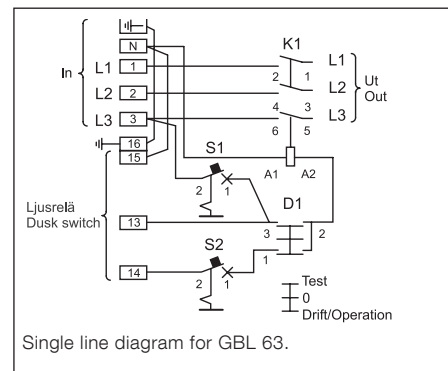 N
K1
In
L1
1
L1
2
1
Ut
Out
L2
2
L2
4
3
L3
3
L3
6
5
16
S1
15
A1
A2
2
1
D1
Ljusrelä
Dusk switch
13
3
2
S2
1
14
2
1
Test
0
Drift/Operation
Single line diagram for GBL 63.